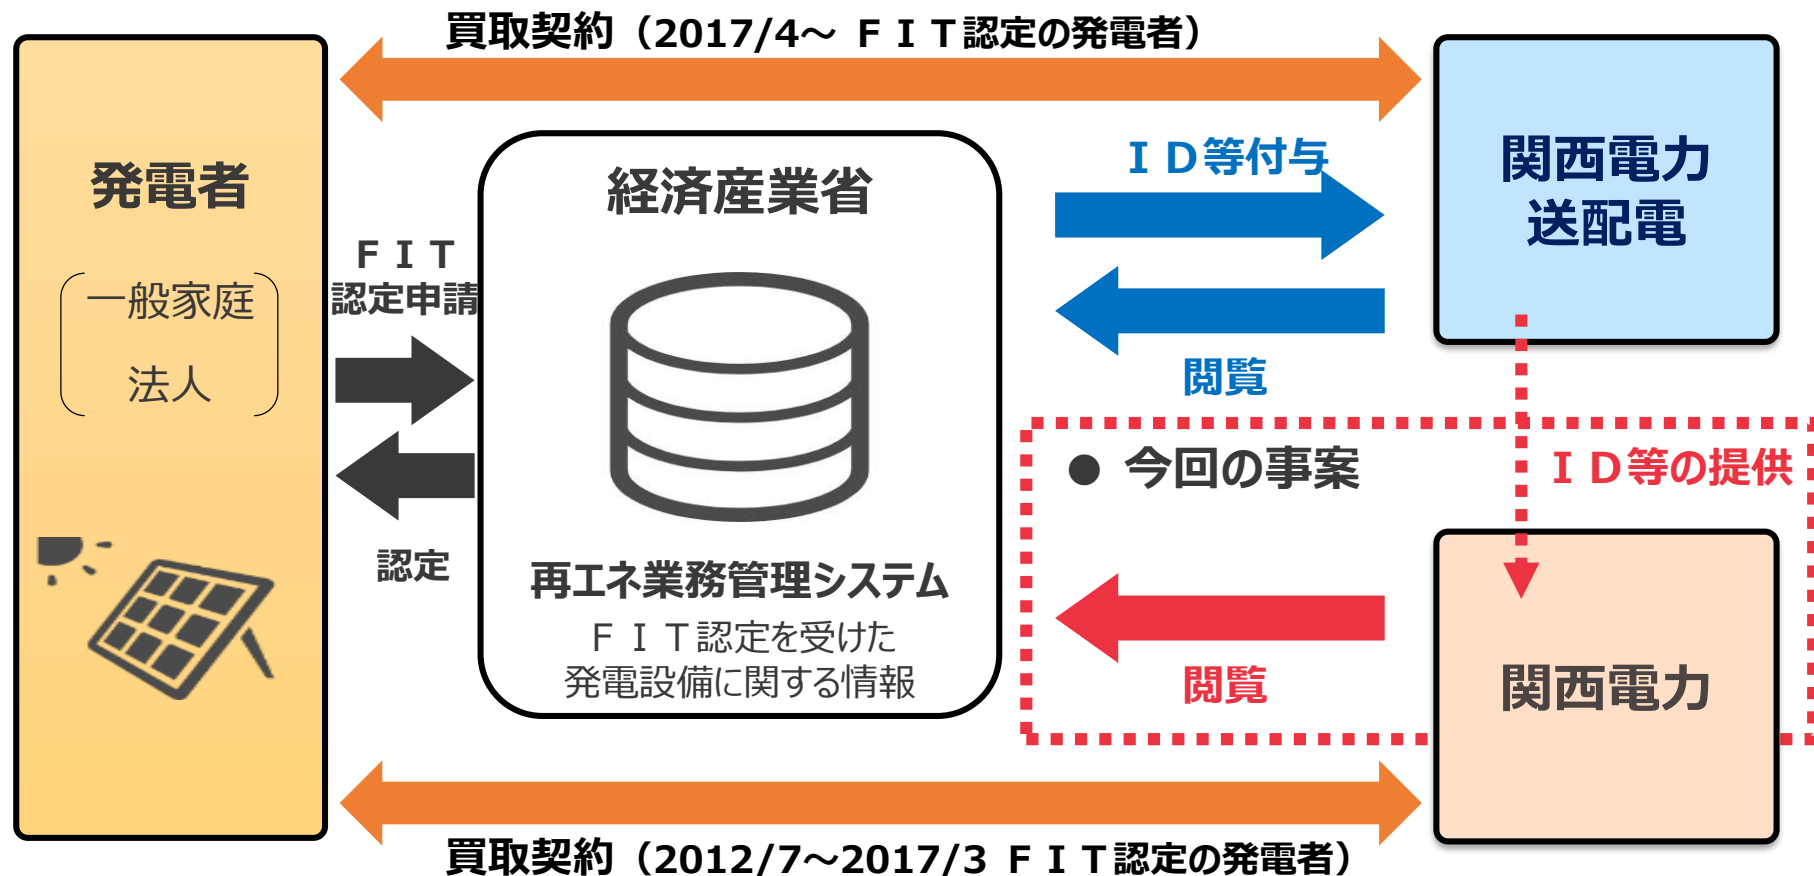 買取契約（2017/4～ ＦＩＴ認定の発電者）
発電者
一般家庭
法人
ＦＩＴ
認定申請
認定
経済産業省
再エネ業務管理システム
ＦＩＴ認定を受けた
発電設備に関する情報
ＩＤ等付与
閲覧
関西電力
送配電
● 今回の事案
ＩＤ等の提供
閲覧
関西電力
買取契約（2012/7～2017/3 ＦＩＴ認定の発電者）